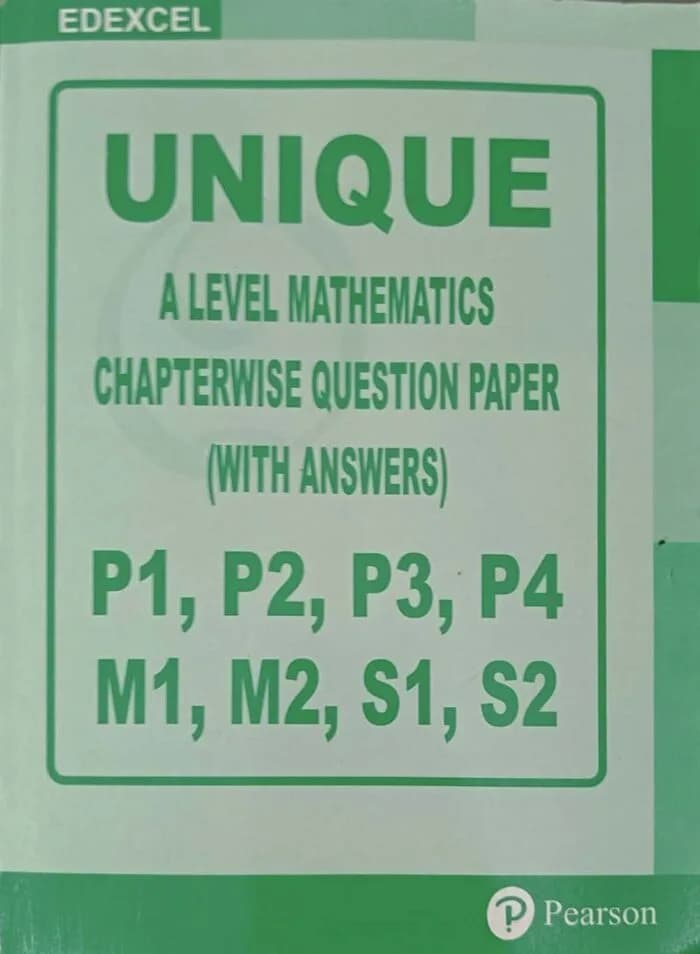 EDEXCEL
UNIQUE
A LEVEL MATHEMATICS
CHAPTERWISE QUESTION PAPER
(WITH ANSWERS)
P1, P2, P3, P4
M1, M2, S1, S2
Pearson